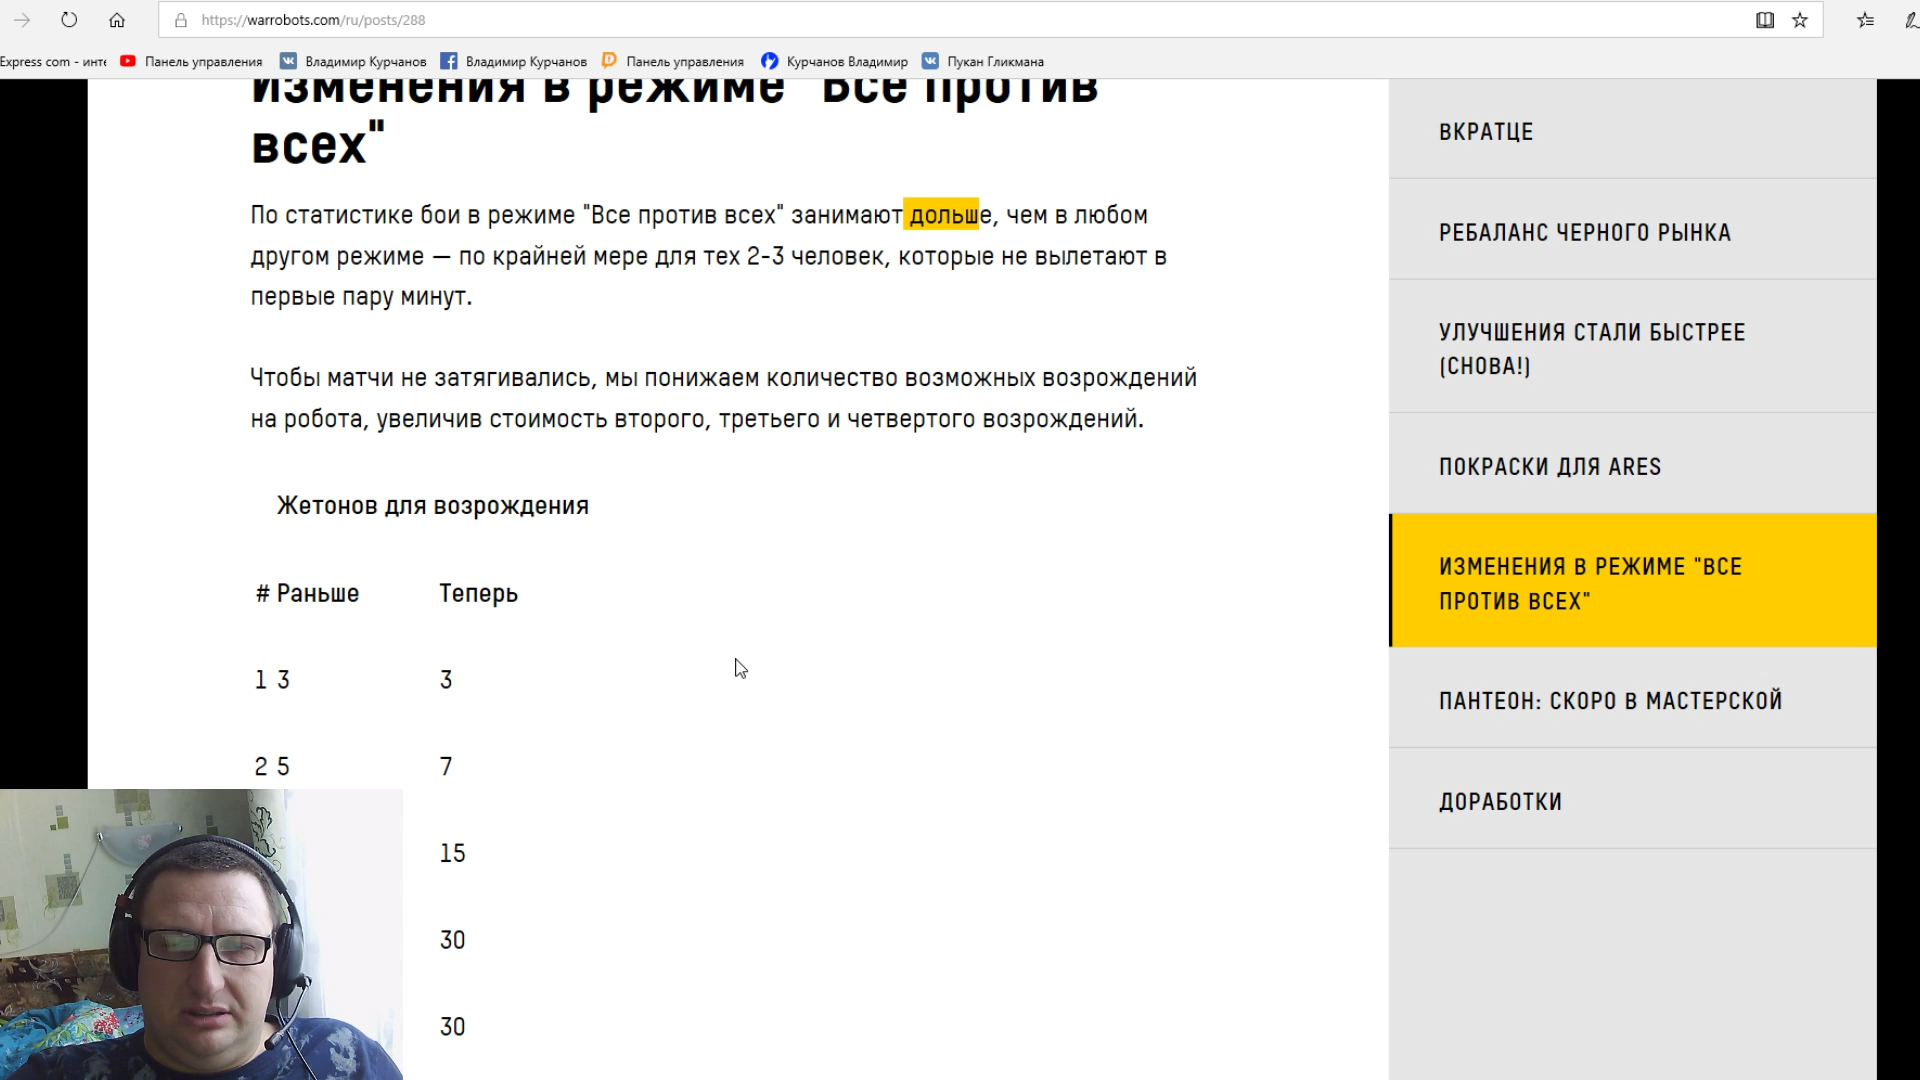 https://warrobots.com/ru/posts/288
Express com - инте
Панель управления
Владимир Курчанов
Владимир Курчанов
Панель управления
Курчанов Владимир
Пукан Гликмана
Изменения в режиме "Все против
всех"
По статистике бои в режиме "Все против всех" занимают дольше, чем в любом
другом режиме — по крайней мере для тех 2-3 человек, которые не вылетают в
первые пару минут.
Чтобы матчи не затягивались, мы понижаем количество возможных возрождений
на робота, увеличив стоимость второго, третьего и четвертого возрождений.
Жетонов для возрождения
# Раньше Теперь
1 3 3
2 5 7
15
30
30
ВКРАТЦЕ
РЕБАЛАНС ЧЕРНОГО РЫНКА
УЛУЧШЕНИЯ СТАЛИ БЫСТРЕЕ
(СНОВА!)
ПОКРАСКИ ДЛЯ ARES
ИЗМЕНЕНИЯ В РЕЖИМЕ "ВСЕ
ПРОТИВ ВСЕХ"
ПАНТЕОН: СКОРО В МАСТЕРСКОЙ
ДОРАБОТКИ